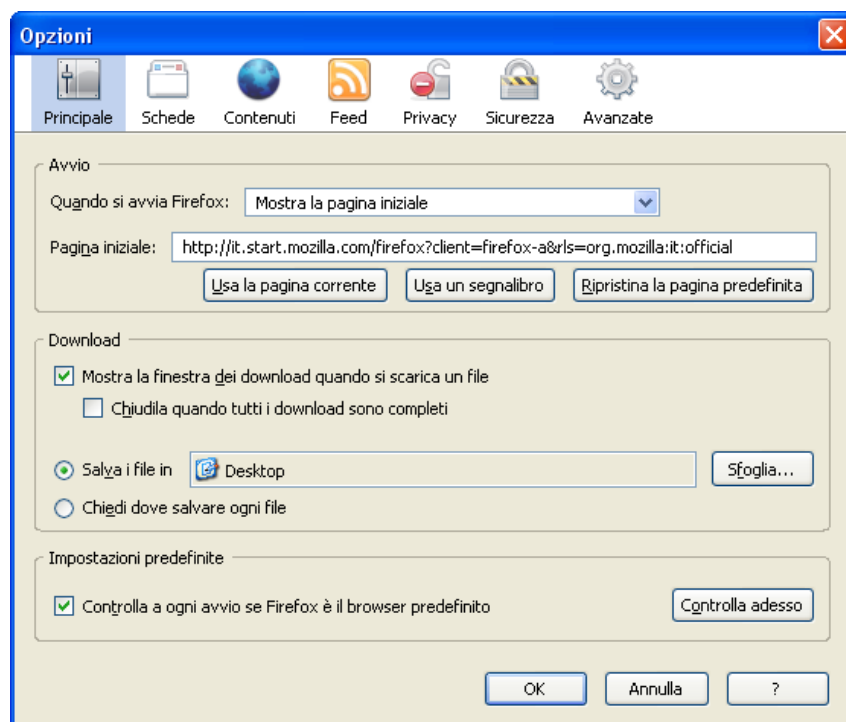 Opzioni
Principale Schede Contenuti Feed Privacy Sicurezza Avanzate
Avvio
Quando si avvia Firefox: Mostra la pagina iniziale
Pagina iniziale: http://it.start.mozilla.com/firefox?client=firefox-a&rls=org.mozilla:it:official
Usa la pagina corrente Usa un segnalibro Ripristina la pagina predefinita
Download
Mostra la finestra dei download quando si scarica un file
Chiudila quando tutti i download sono completi
Salva i file in Desktop Sfoglia...
Chiedi dove salvare ogni file
Impostazioni predefinite
Controlla a ogni avvio se Firefox è il browser predefinito Controlla adesso
OK Annulla ?